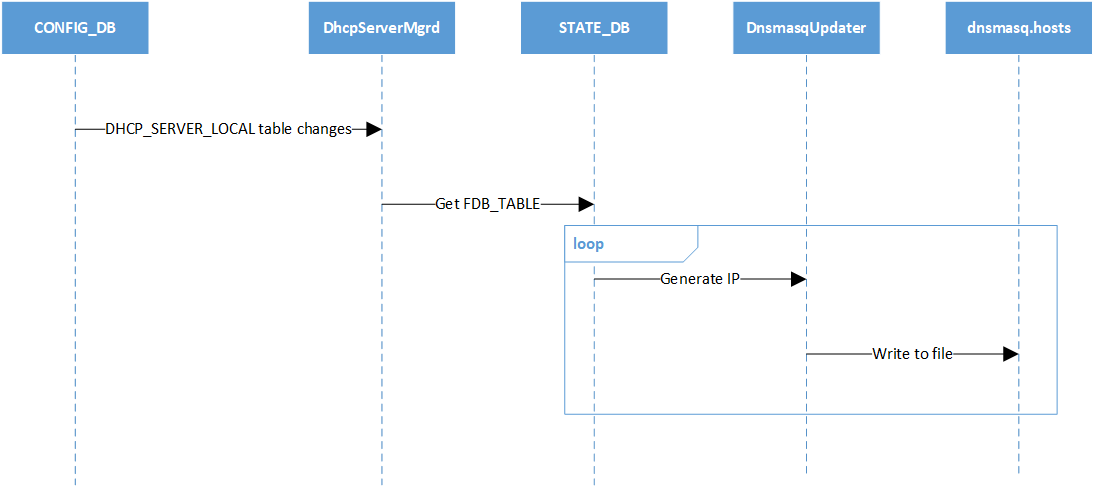 CONFIG_DB
DhcpServerMgrd
STATE_DB
DnsmasqUpdater
dnsmasq.hosts
DHCP_SERVER_LOCAL table changes
Get FDB_TABLE
loop
Generate IP
Write to file